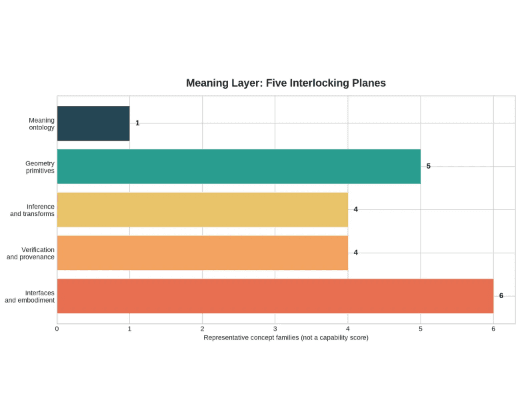 Meaning Layer: Five Interlocking Planes
Meaning
ontology
1
Geometry
primitives
5
Inference
and transforms
4
Verification
and provenance
4
Interfaces
and embodiment
6
0 1 2 3 4 5 6
Representative concept families (not a capability score)